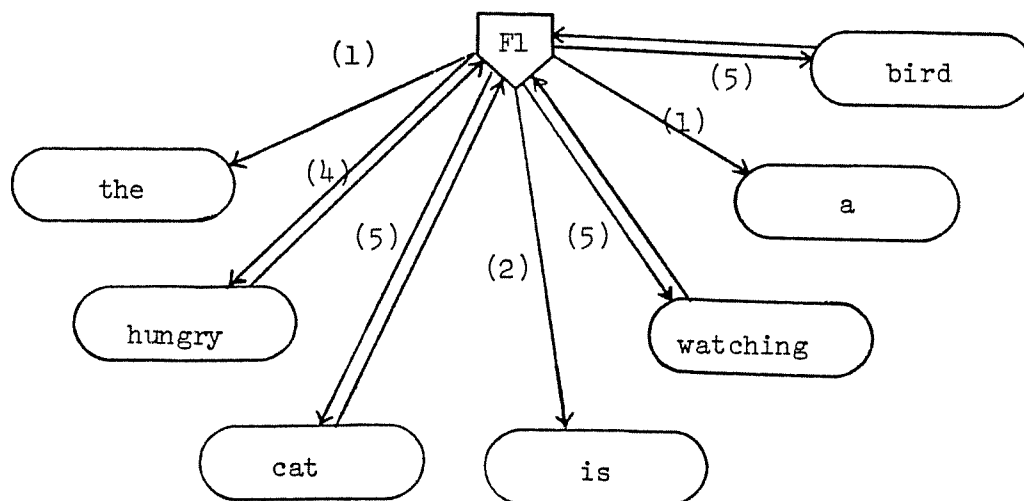 F1
(1)
(5)
bird
(1)
the
(4)
a
(5)
(5)
(2)
hungry
watching
cat
is